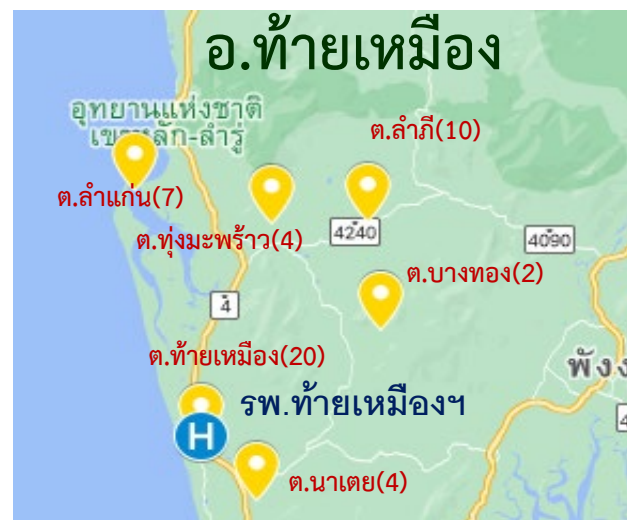 อ.ท้ายเหมือง
อุทยานแห่งชาติ
เขาหลัก-ลำรู่
ต.ลำภี(10)
ต.ลำแก่น(7)
ต.ทุ่งมะพร้าว(4)
4240
4090
ต.บางทอง(2)
4
ต.ท้ายเหมือง(20)
พังง
รพ.ท้ายเหมืองฯ
4
H
ต.นาเตย(4)